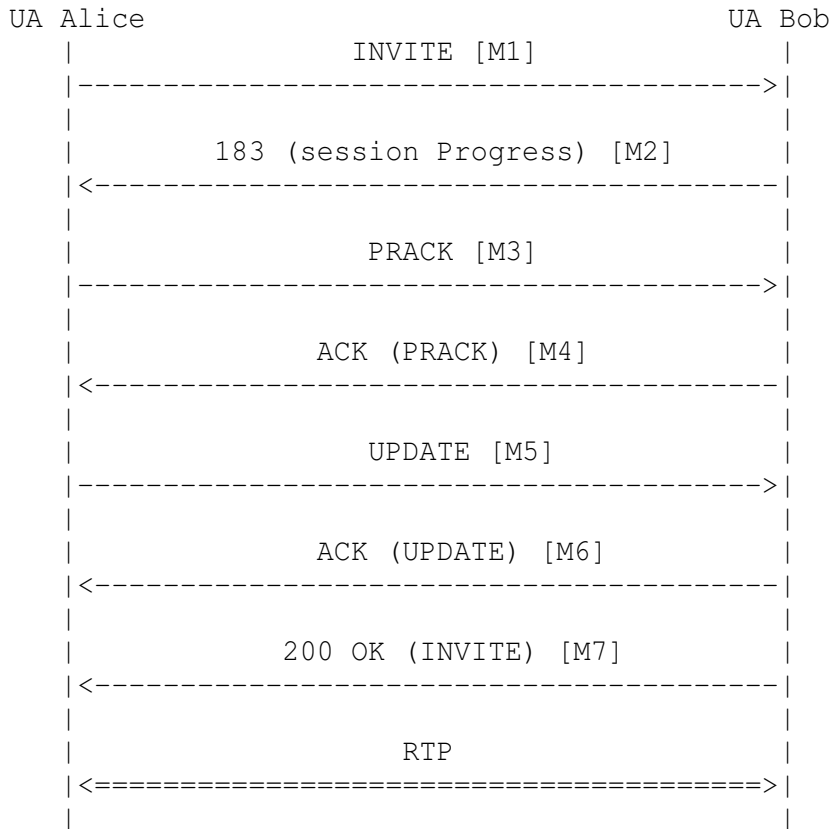 UA Alice UA Bob
INVITE [M1]
183 (session Progress) [M2]
PRACK [M3]
ACK (PRACK) [M4]
UPDATE [M5]
ACK (UPDATE) [M6]
200 OK (INVITE) [M7]
RTP